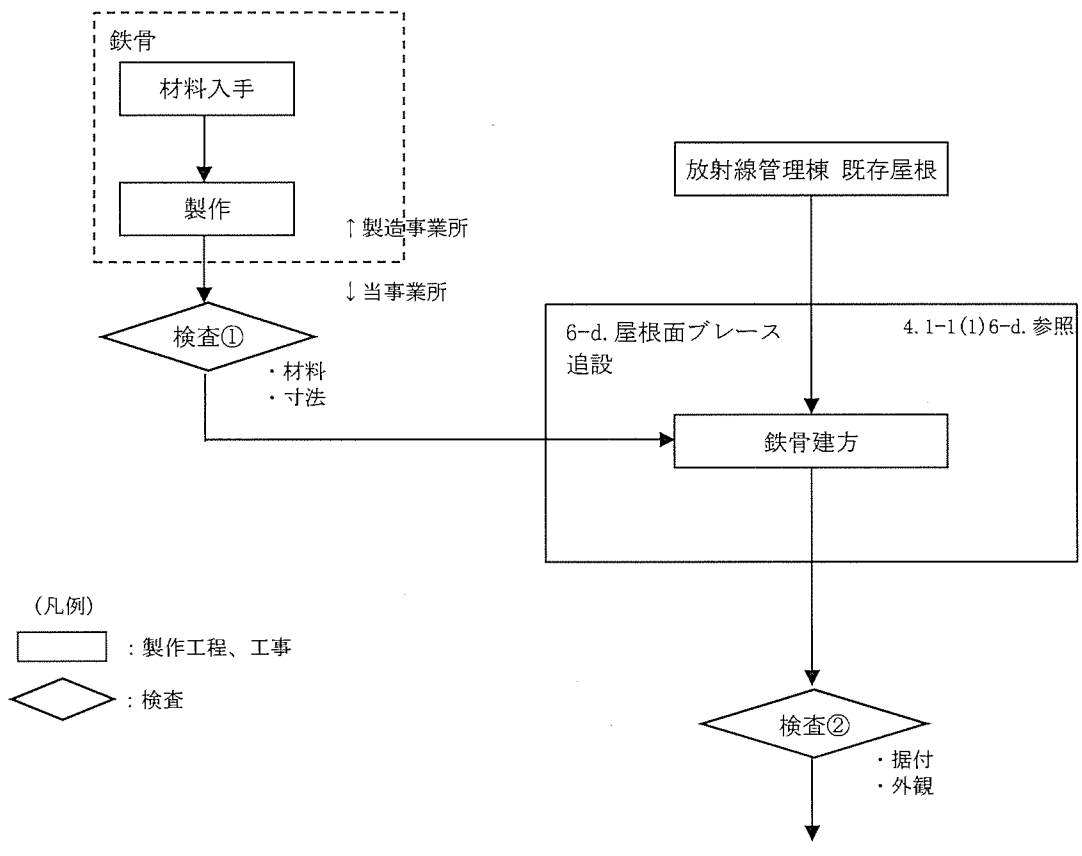 鉄骨
材料入手
製作
↑製造事業所
↓当事業所
検査①
・材料
・寸法
放射線管理棟 既存屋根
6-d.屋根面ブレース
追設
4.1-1(1)6-d.参照
鉄骨建方
検査②
・据付
・外観
(凡例)
：製作工程、工事
：検査